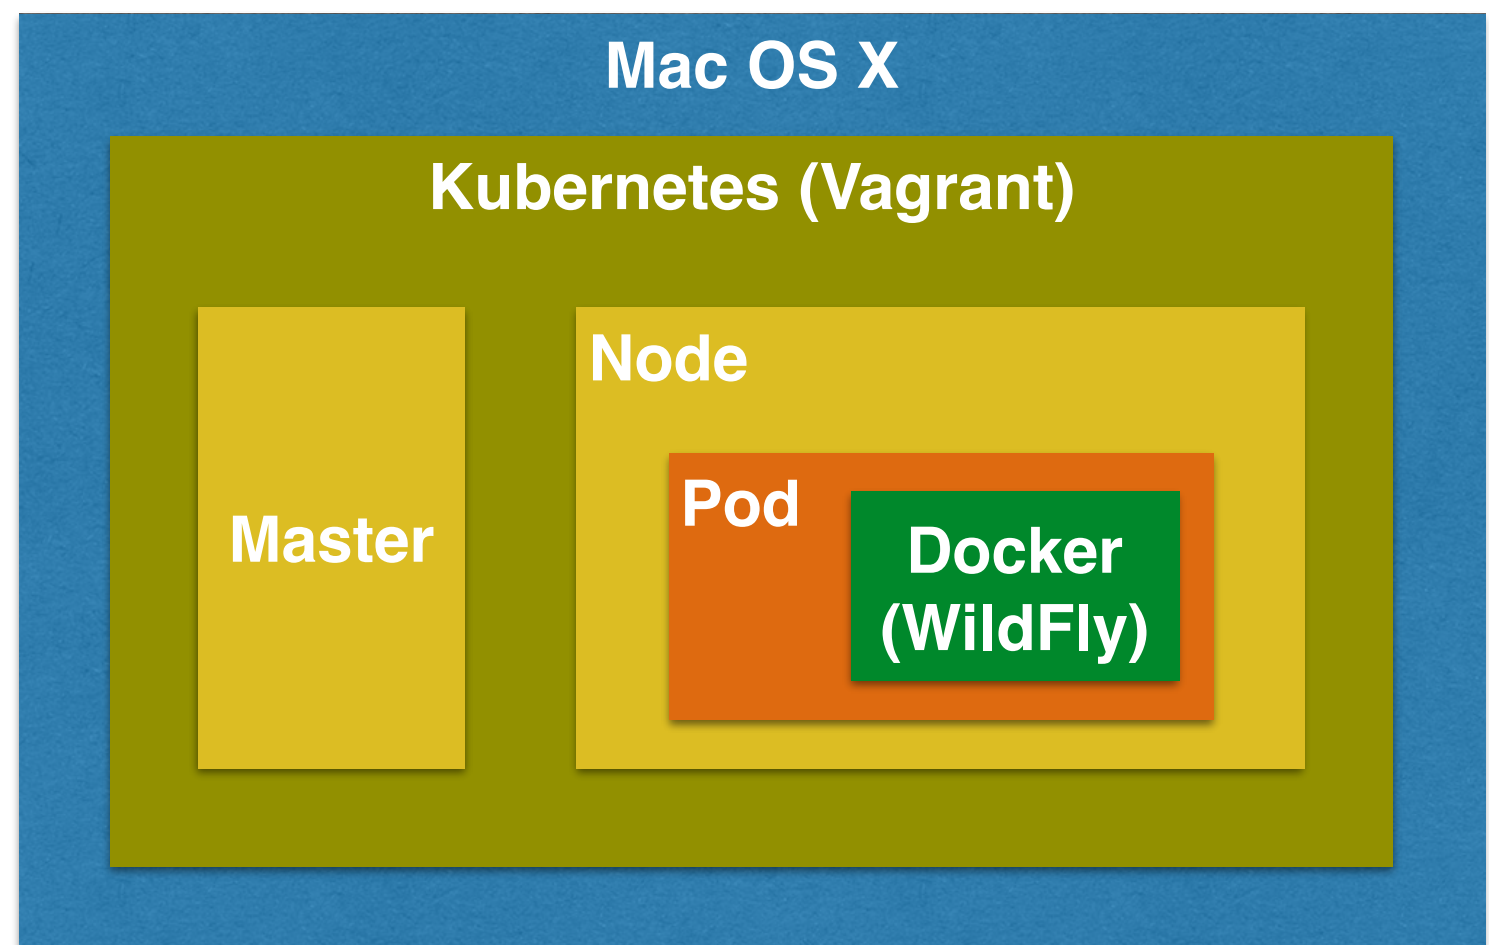 Mac OS X
Kubernetes (Vagrant)
Master
Node
Pod
Docker
(WildFly)